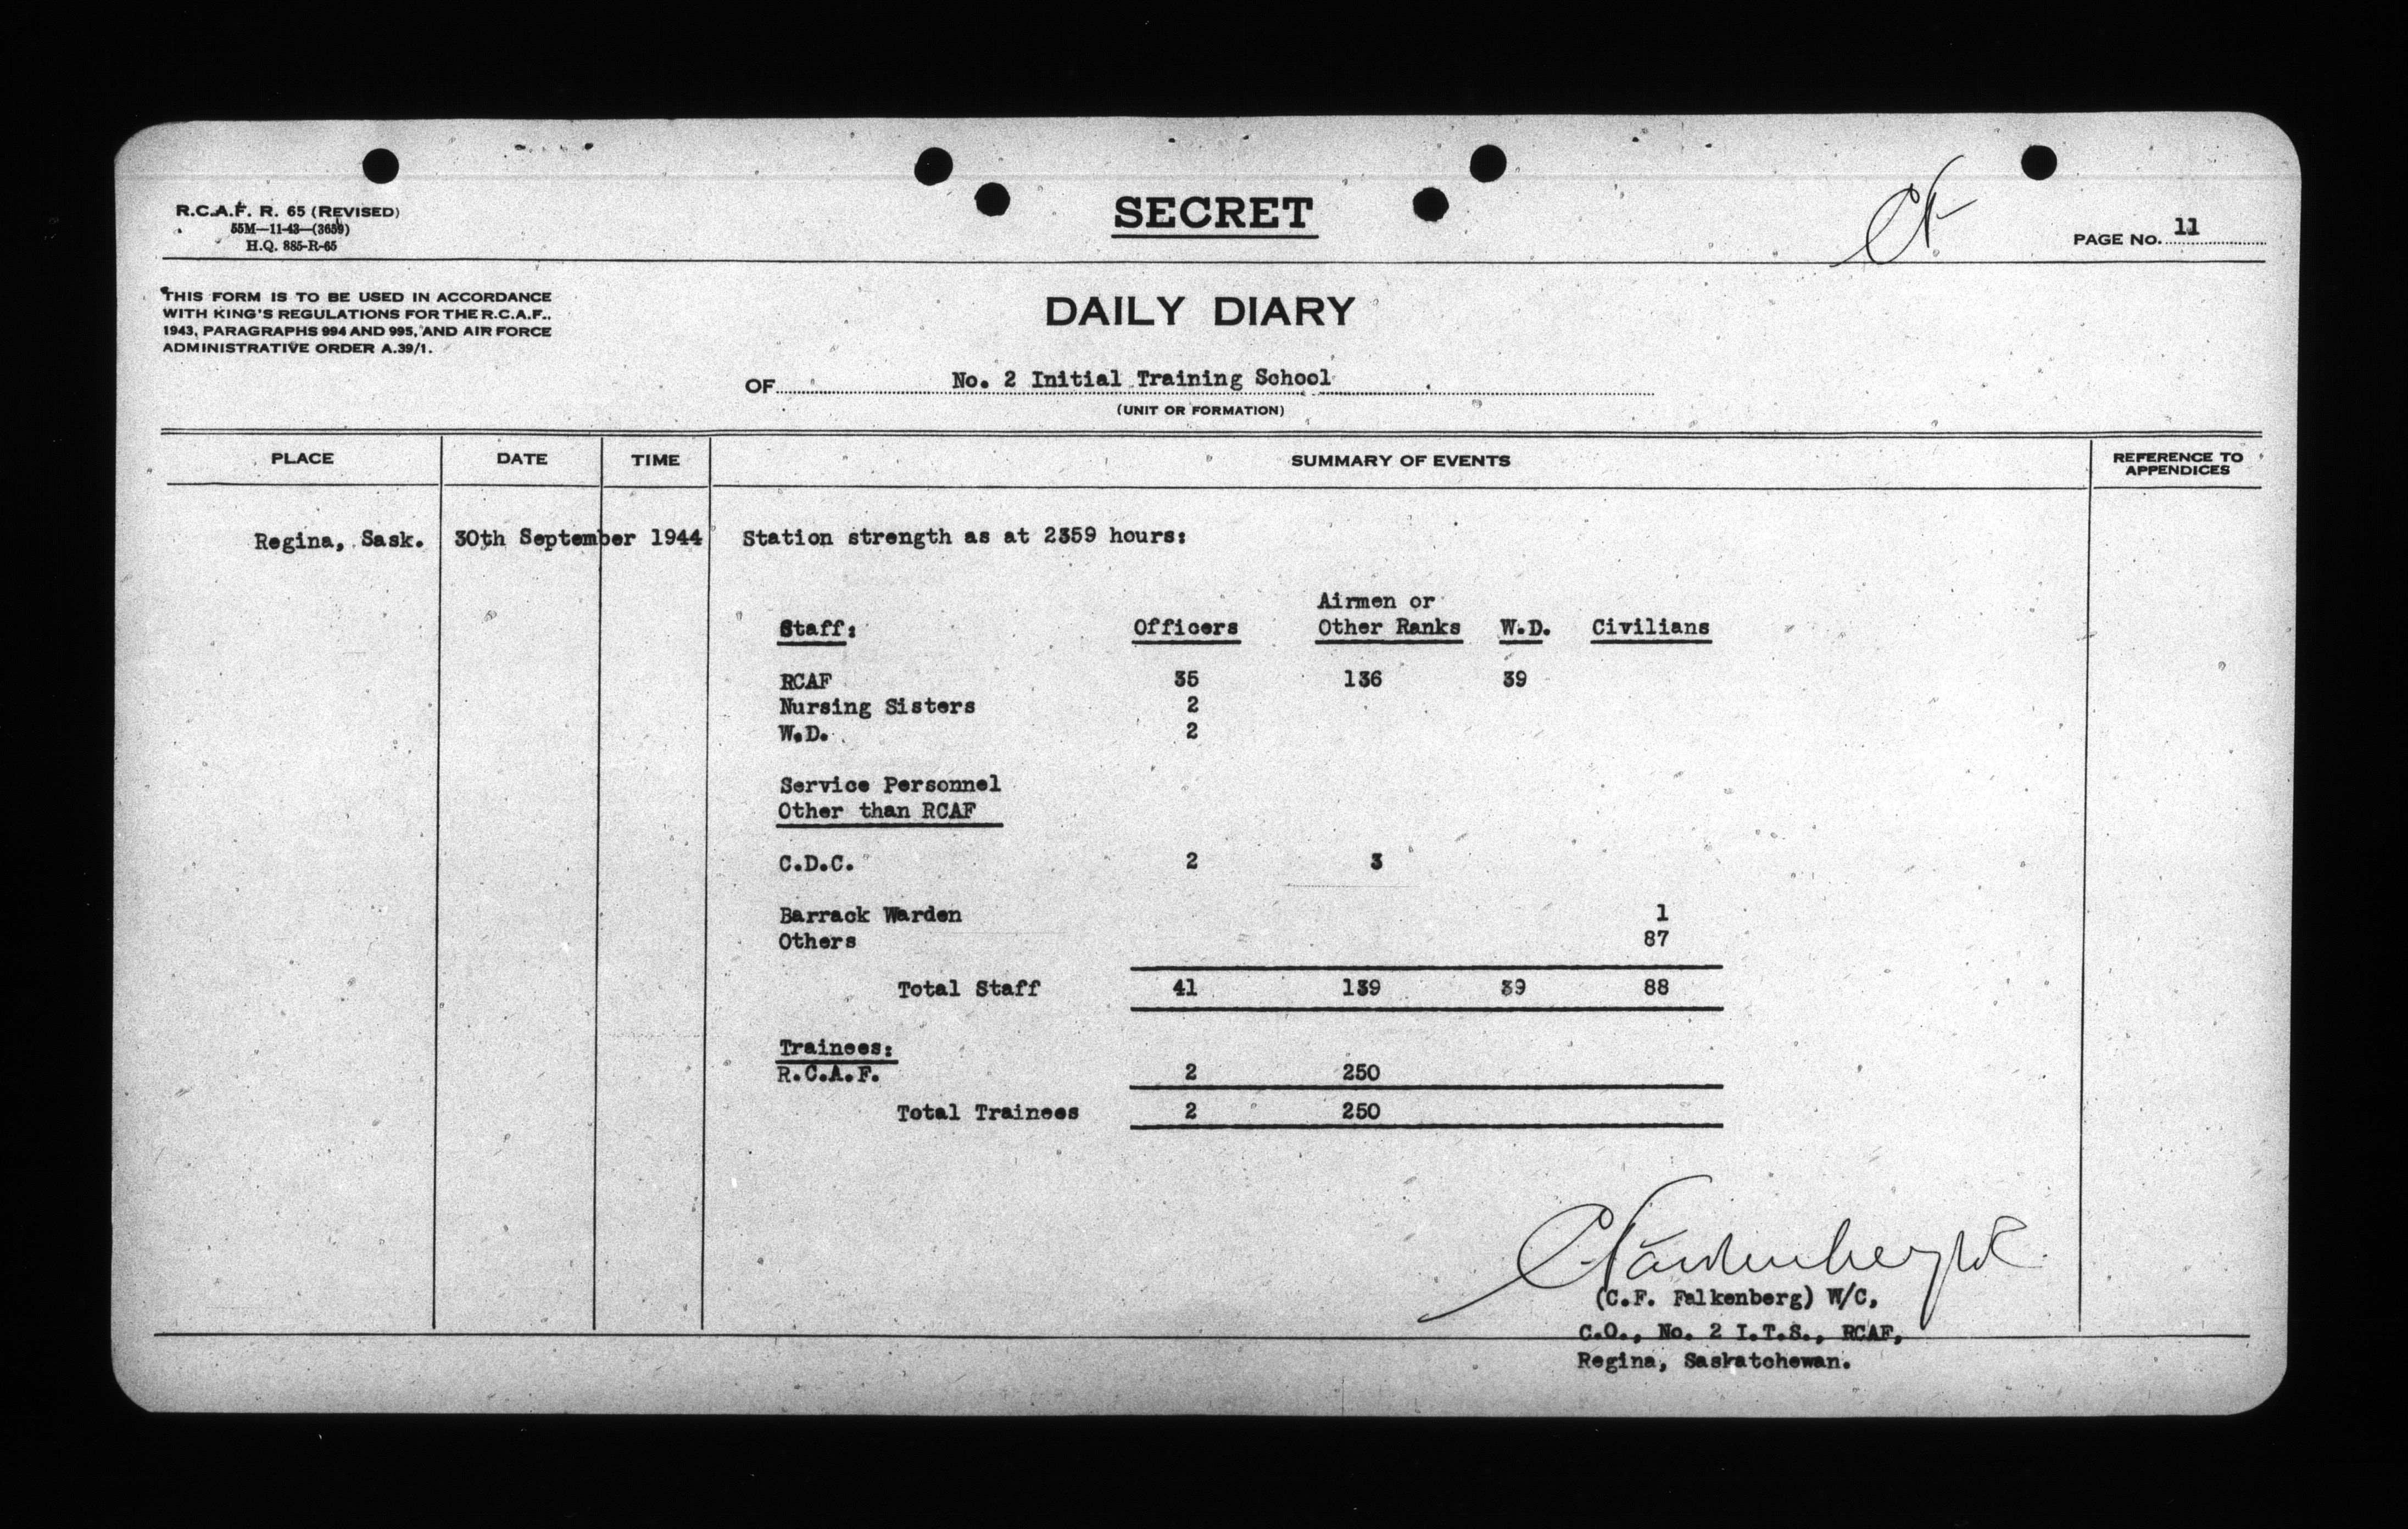 R.C.A.F. R. 65 (REVISED)
55M—11-43—(3659)
H.Q. 885-R-65
SECRET
CF
PAGE NO. 11
THIS FORM IS TO BE USED IN ACCORDANCE
WITH KING'S REGULATIONS FOR THE R.C.A.F.,
1943, PARAGRAPHS 994 AND 995, AND AIR FORCE
ADMINISTRATIVE ORDER A.39/1.
DAILY DIARY
OF No. 2 Initial Training School
(UNIT OR FORMATION)
PLACE DATE TIME SUMMARY OF EVENTS REFERENCE TO
APPENDICES
Regina, Sask. 30th September 1944 Station strength as at 2359 hours:
Airmen or
Staff: Officers Other Ranks W.D. Civilians
RCAF 35 136 39
Nursing Sisters 2
W.D. 2
Service Personnel
Other than RCAF
C.D.C. 2 3
Barrack Warden 1
Others 87
Total Staff 41 139 39 88
Trainees:
R.C.A.F. 2 250
Total Trainees 2 250
CFalkenberg W/C
(C.F. Falkenberg) W/C,
C.O., No. 2 I.T.S., RCAF,
Regina, Saskatchewan.